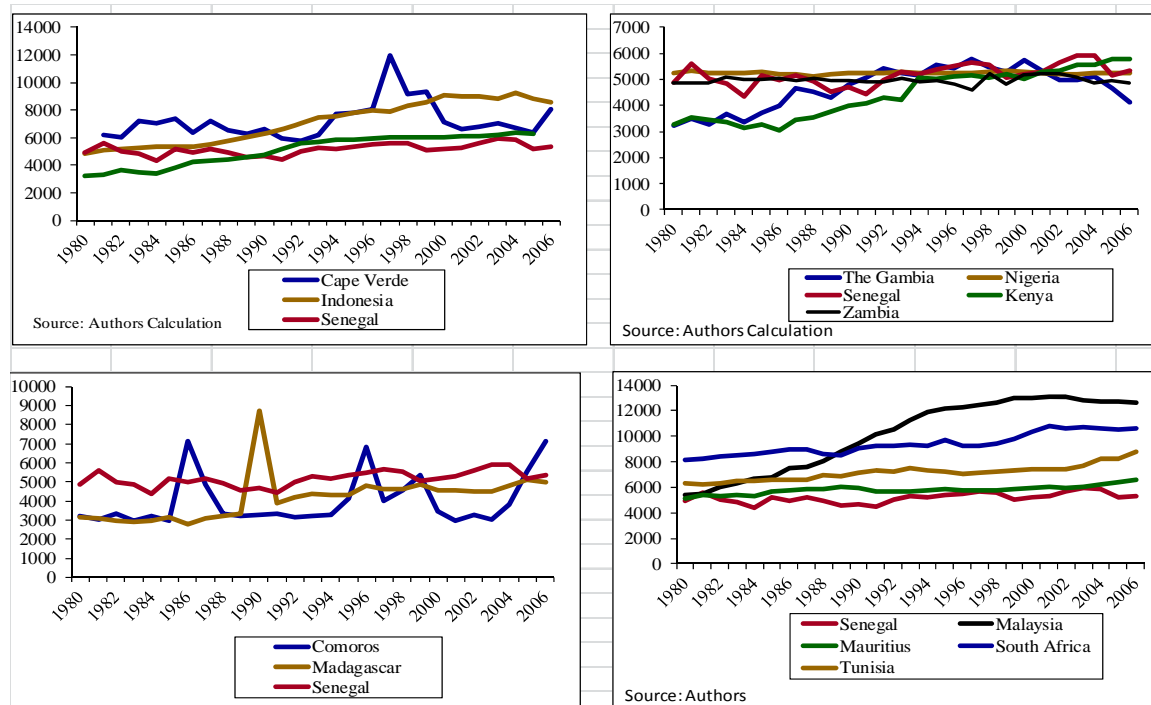 14000
12000
10000
8000
6000
4000
2000
0
1980 1982 1984 1986 1988 1990 1992 1994 1996 1998 2000 2002 2004 2006
Cape Verde
Indonesia
Senegal
Source: Authors Calculation
7000
6000
5000
4000
3000
2000
1000
0
1980 1982 1984 1986 1988 1990 1992 1994 1996 1998 2000 2002 2004 2006
The Gambia Nigeria
Senegal Kenya
Zambia
Source: Authors Calculation
10000
9000
8000
7000
6000
5000
4000
3000
2000
1000
0
1980 1982 1984 1986 1988 1990 1992 1994 1996 1998 2000 2002 2004 2006
Comoros
Madagascar
Senegal
14000
12000
10000
8000
6000
4000
2000
0
1980 1982 1984 1986 1988 1990 1992 1994 1996 1998 2000 2002 2004 2006
Senegal Malaysia
Mauritius South Africa
Tunisia
Source: Authors